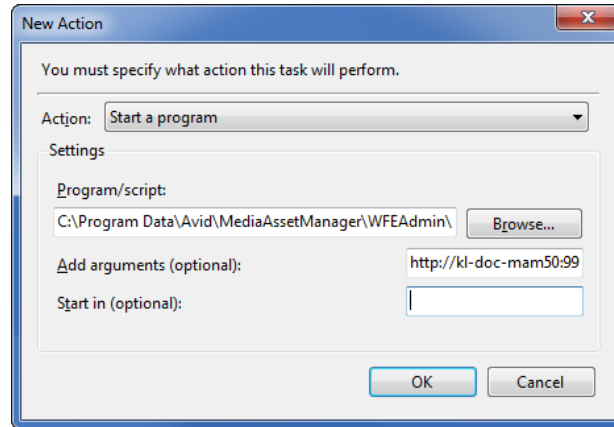 New Action
You must specify what action this task will perform.
Action: Start a program
Settings
Program/script:
C:\Program Data\Avid\MediaAssetManager\WFEAdmin\ Browse...
Add arguments (optional): http://kl-doc-mam50:99
Start in (optional):
OK Cancel